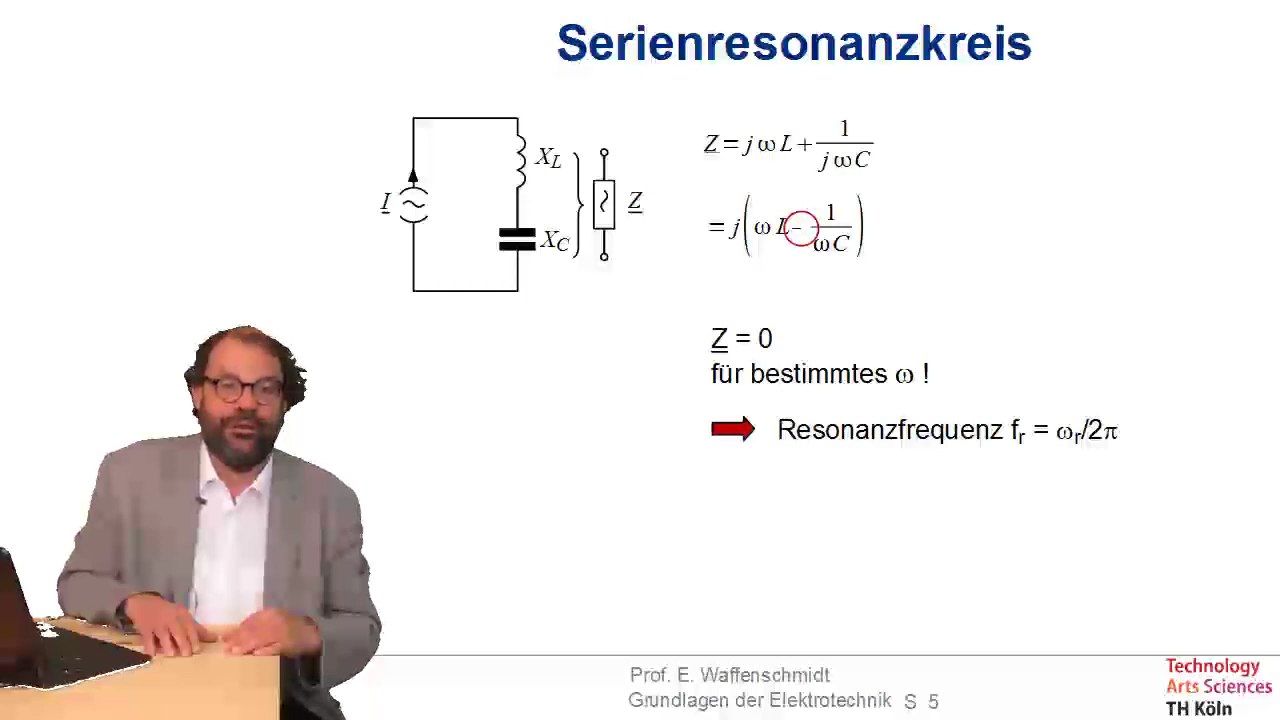 Serienresonanzkreis
I
X_L
X_C
Z
Z = jωL + 1/(jωC)
= j(ωL - 1/(ωC))
Z = 0
für bestimmtes ω !
Resonanzfrequenz f_r = ω_r/2π
Prof. E. Waffenschmidt
Grundlagen der Elektrotechnik S 5
Technology
Arts Sciences
TH Köln